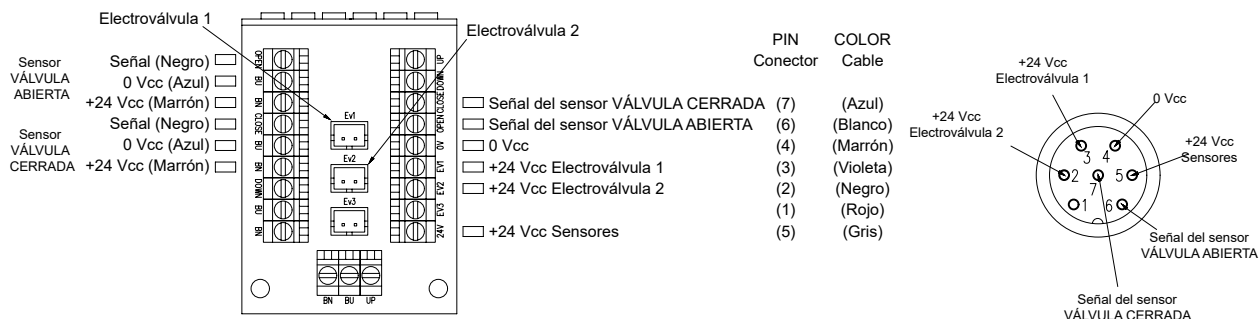 Electroválvula 1
Electroválvula 2
Sensor
VÁLVULA
ABIERTA
Señal (Negro)
0 Vcc (Azul)
+24 Vcc (Marrón)
Sensor
VÁLVULA
CERRADA
Señal (Negro)
0 Vcc (Azul)
+24 Vcc (Marrón)
OPEN
BU
BN
CLOSE
BU
BN
DOWN
BU
BN
Ev1
Ev2
Ev3
BN BU UP
UP
DOWN
CLOSE
OPEN
0V
EV1
EV2
EV3
24V
PIN COLOR
Conector Cable
Señal del sensor VÁLVULA CERRADA (7) (Azul)
Señal del sensor VÁLVULA ABIERTA (6) (Blanco)
0 Vcc (4) (Marrón)
+24 Vcc Electroválvula 1 (3) (Violeta)
+24 Vcc Electroválvula 2 (2) (Negro)
(1) (Rojo)
+24 Vcc Sensores (5) (Gris)
+24 Vcc
Electroválvula 1
0 Vcc
+24 Vcc
Electroválvula 2
+24 Vcc
Sensores
3 4
2 7 5
1 6
Señal del sensor
VÁLVULA ABIERTA
Señal del sensor
VÁLVULA CERRADA